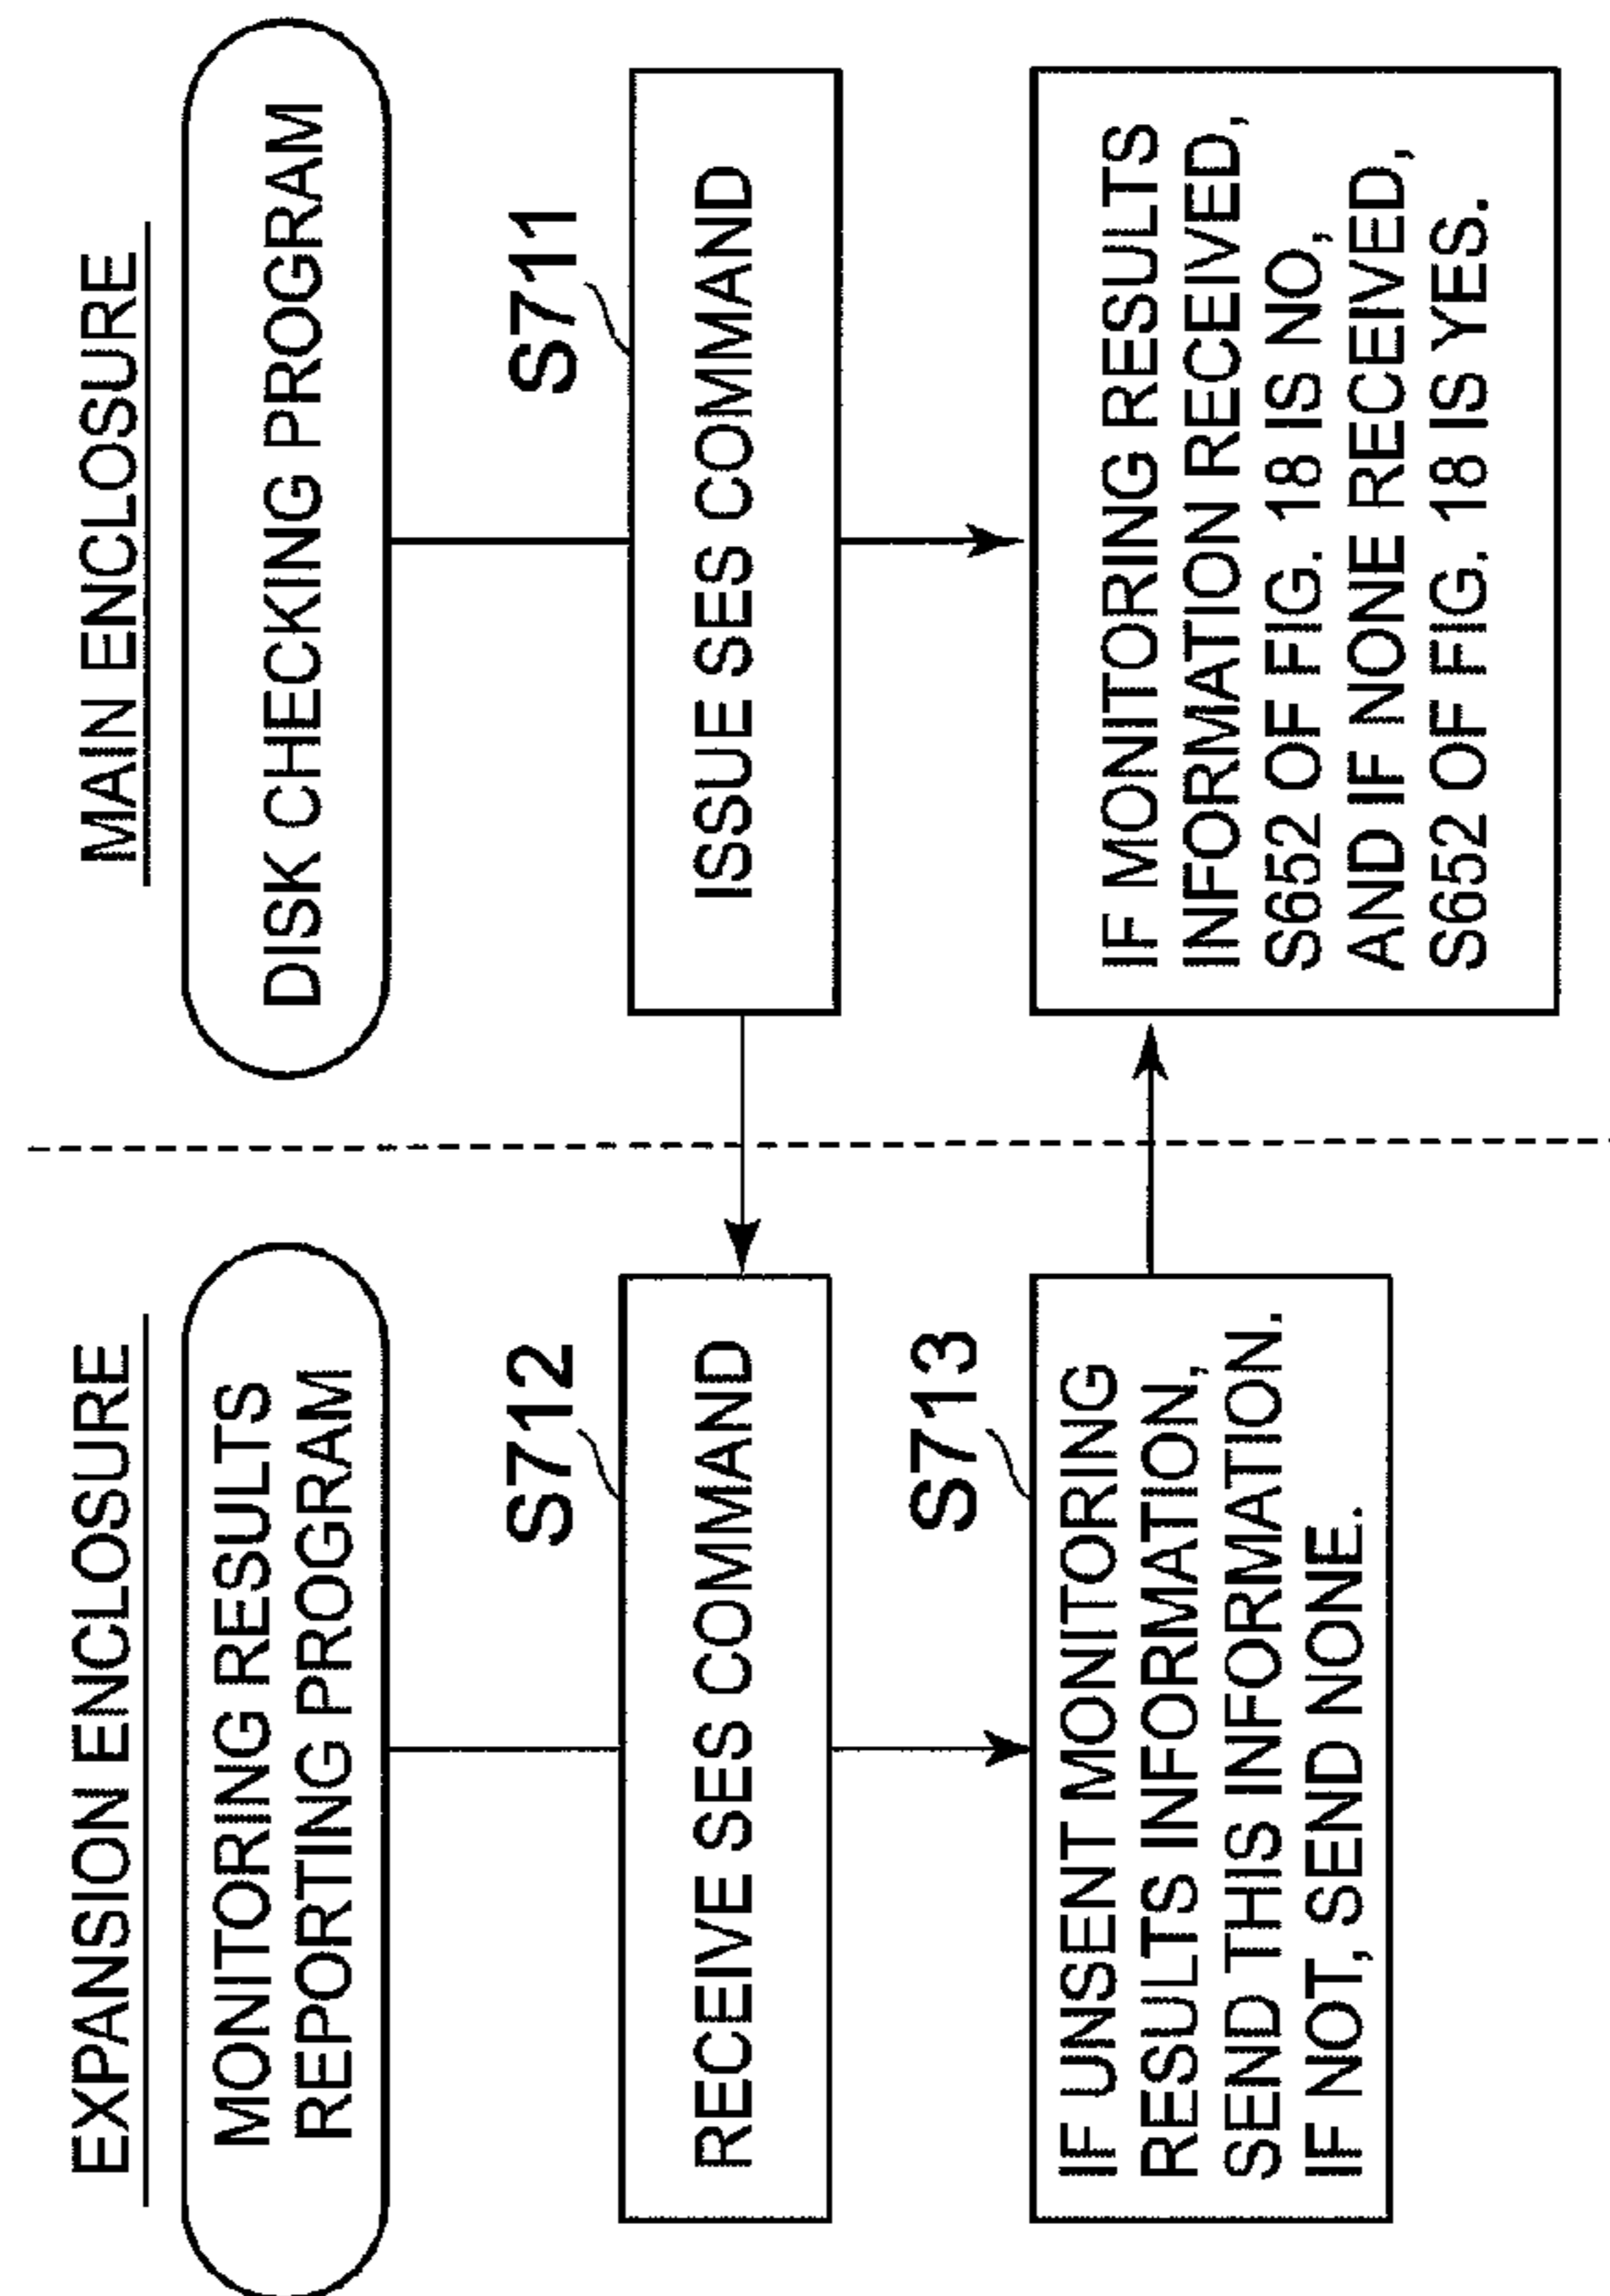 EXPANSION ENCLOSURE
MONITORING RESULTS
REPORTING PROGRAM
S712
RECEIVE SES COMMAND
S713
IF UNSENT MONITORING
RESULTS INFORMATION,
SEND THIS INFORMATION.
IF NOT, SEND NONE.
MAIN ENCLOSURE
DISK CHECKING PROGRAM
S711
ISSUE SES COMMAND
IF MONITORING RESULTS
INFORMATION RECEIVED,
S652 OF FIG. 18 IS NO,
AND IF NONE RECEIVED,
S652 OF FIG. 18 IS YES.